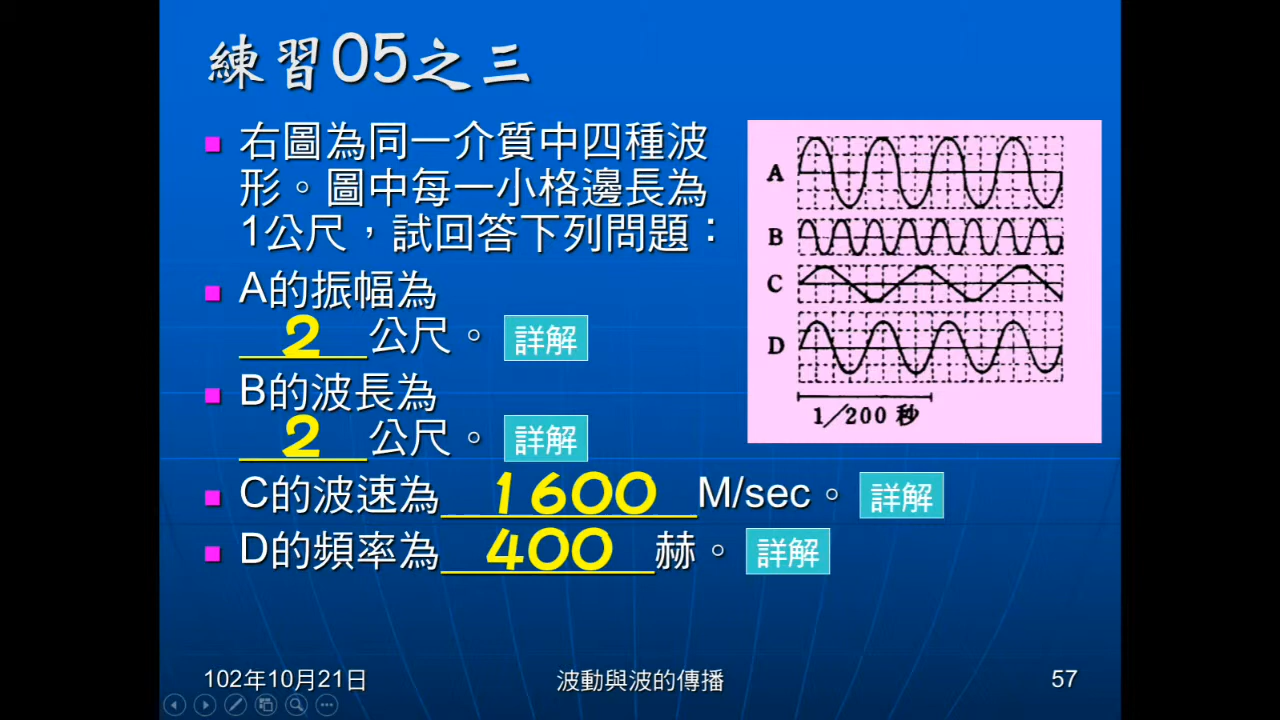 練習05之三
右圖為同一介質中四種波
形。圖中每一小格邊長為
1公尺，試回答下列問題：
A的振幅為
2公尺。 詳解
B的波長為
2公尺。 詳解
C的波速為 1600 M/sec。 詳解
D的頻率為 400 赫。 詳解
A
B
C
D
1/200 秒
102年10月21日
波動與波的傳播
57